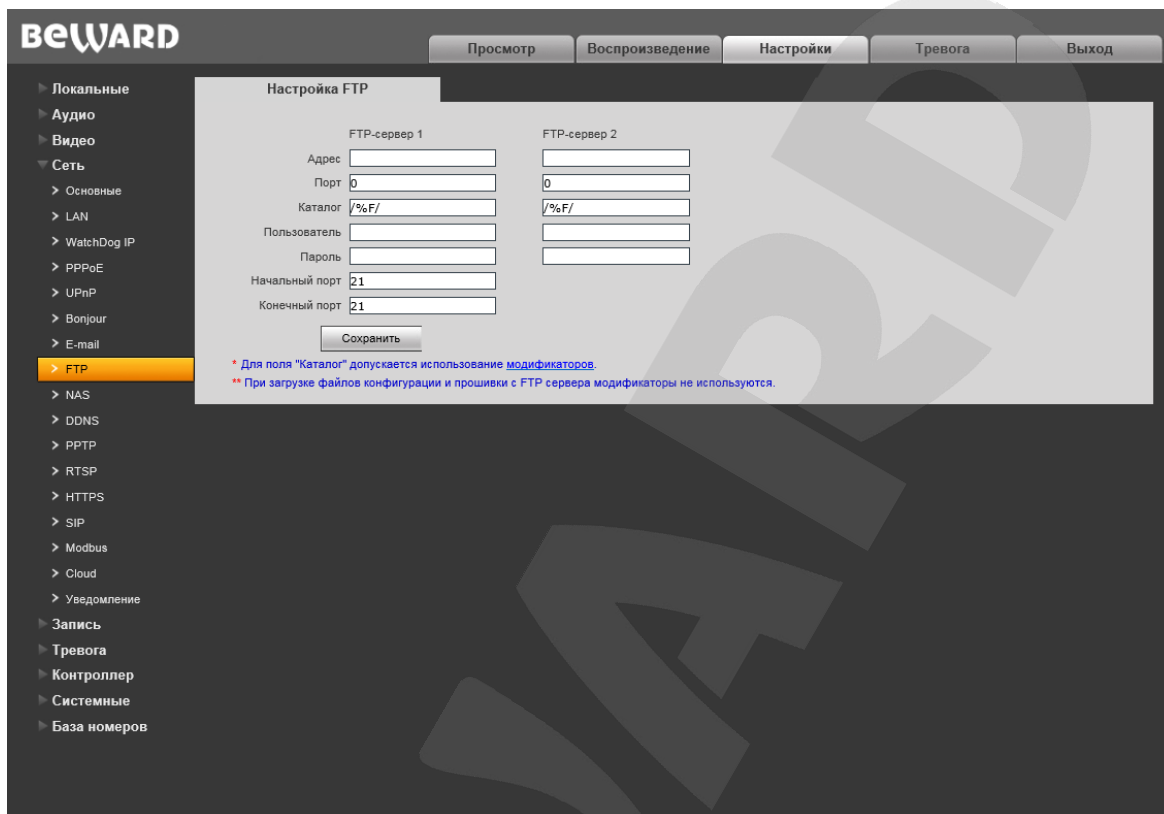 BEWARD
Просмотр Воспроизведение Настройки Тревога Выход
Локальные
Аудио
Видео
Сеть
Основные
LAN
WatchDog IP
PPPoE
UPnP
Bonjour
E-mail
FTP
NAS
DDNS
PPTP
RTSP
HTTPS
SIP
Modbus
Cloud
Уведомление
Запись
Тревога
Контроллер
Системные
База номеров
Настройка FTP
FTP-сервер 1 FTP-сервер 2
Адрес
Порт 0 0
Каталог /%F/ /%F/
Пользователь
Пароль
Начальный порт 21
Конечный порт 21
Сохранить
* Для поля "Каталог" допускается использование модификаторов.
** При загрузке файлов конфигурации и прошивки с FTP сервера модификаторы не используются.